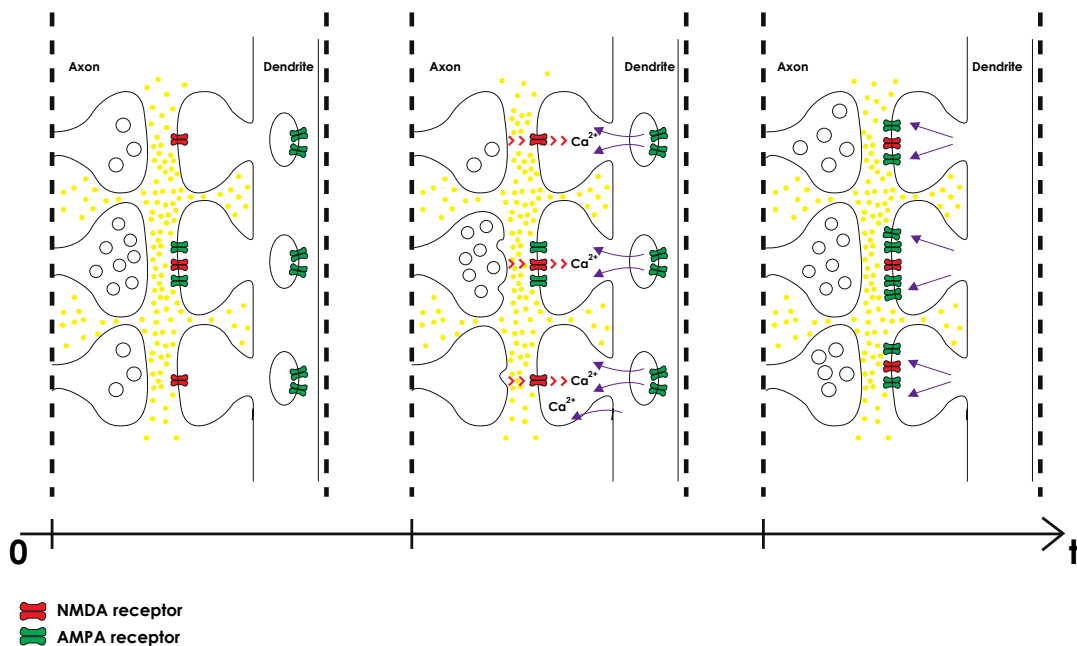 Axon Dendrite
Axon Dendrite
Axon Dendrite
Ca2+
Ca2+
Ca2+
Ca2+
0 t
NMDA receptor
AMPA receptor